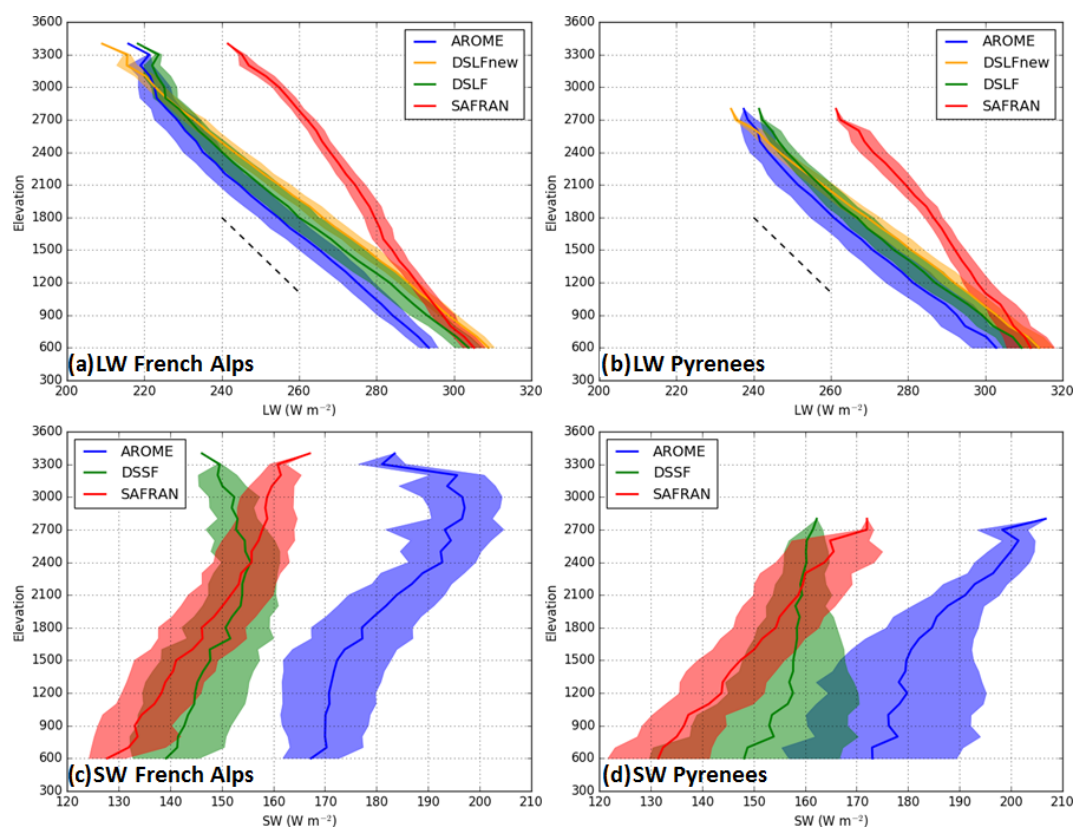 3600
3300
3000
2700
2400
2100
1800
1500
1200
900
600
300
Elevation
AROME
DSLFnew
DSLF
SAFRAN
(a)LW French Alps
200 220 240 260 280 300 320
LW (W m⁻²)
3600
3300
3000
2700
2400
2100
1800
1500
1200
900
600
300
Elevation
AROME
DSLFnew
DSLF
SAFRAN
(b)LW Pyrenees
200 220 240 260 280 300 320
LW (W m⁻²)
3600
3300
3000
2700
2400
2100
1800
1500
1200
900
600
300
Elevation
AROME
DSSF
SAFRAN
(c)SW French Alps
120 130 140 150 160 170 180 190 200 210
SW (W m⁻²)
3600
3300
3000
2700
2400
2100
1800
1500
1200
900
600
300
Elevation
AROME
DSSF
SAFRAN
(d)SW Pyrenees
120 130 140 150 160 170 180 190 200 210
SW (W m⁻²)